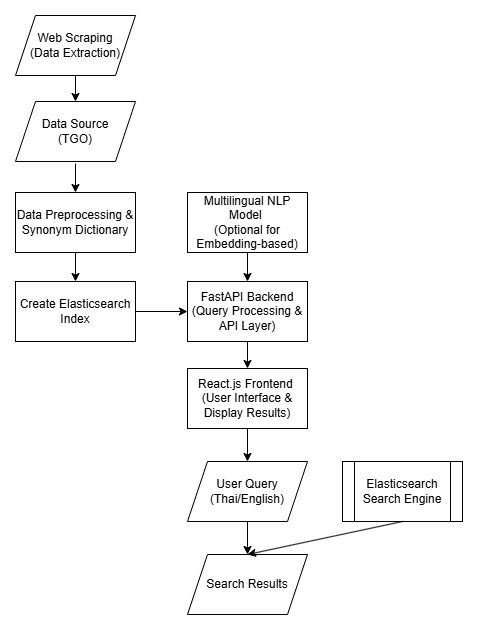 Web Scraping
(Data Extraction)
Data Source
(TGO)
Data Preprocessing &
Synonym Dictionary
Multilingual NLP
Model
(Optional for
Embedding-based)
Create Elasticsearch
Index
FastAPI Backend
(Query Processing &
API Layer)
React.js Frontend
(User Interface &
Display Results)
User Query
(Thai/English)
Elasticsearch
Search Engine
Search Results